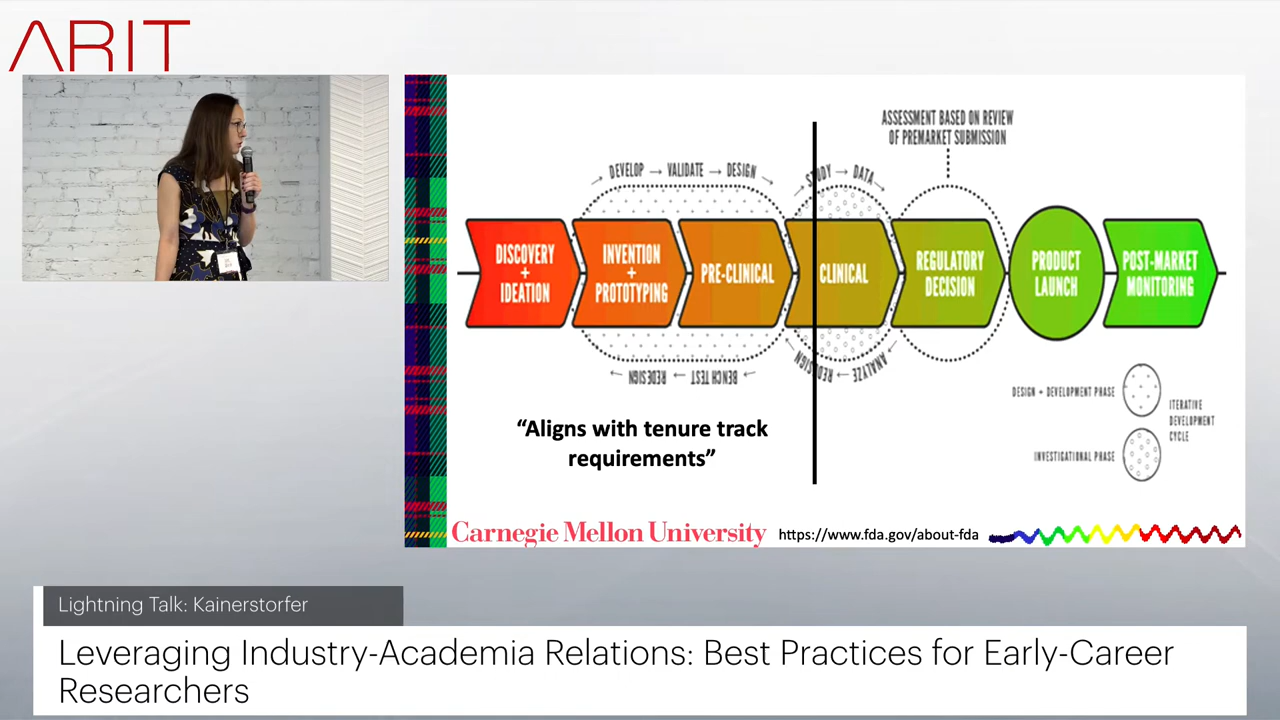 ARIT
ASSESSMENT BASED ON REVIEW
OF PREMARKET SUBMISSION
→ DEVELOP → VALIDATE → DESIGN →
→ STUDY → DATA →
DISCOVERY
+
IDEATION
INVENTION
+
PROTOTYPING
PRE-CLINICAL
CLINICAL
REGULATORY
DECISION
PRODUCT
LAUNCH
POST-MARKET
MONITORING
← REDESIGN ← BENCH TEST ←
← REDESIGN ← ANALYZE ←
DESIGN + DEVELOPMENT PHASE
INVESTIGATIONAL PHASE
ITERATIVE
DEVELOPMENT
CYCLE
“Aligns with tenure track
requirements”
Carnegie Mellon University
https://www.fda.gov/about-fda
Lightning Talk: Kainerstorfer
Leveraging Industry-Academia Relations: Best Practices for Early-Career
Researchers